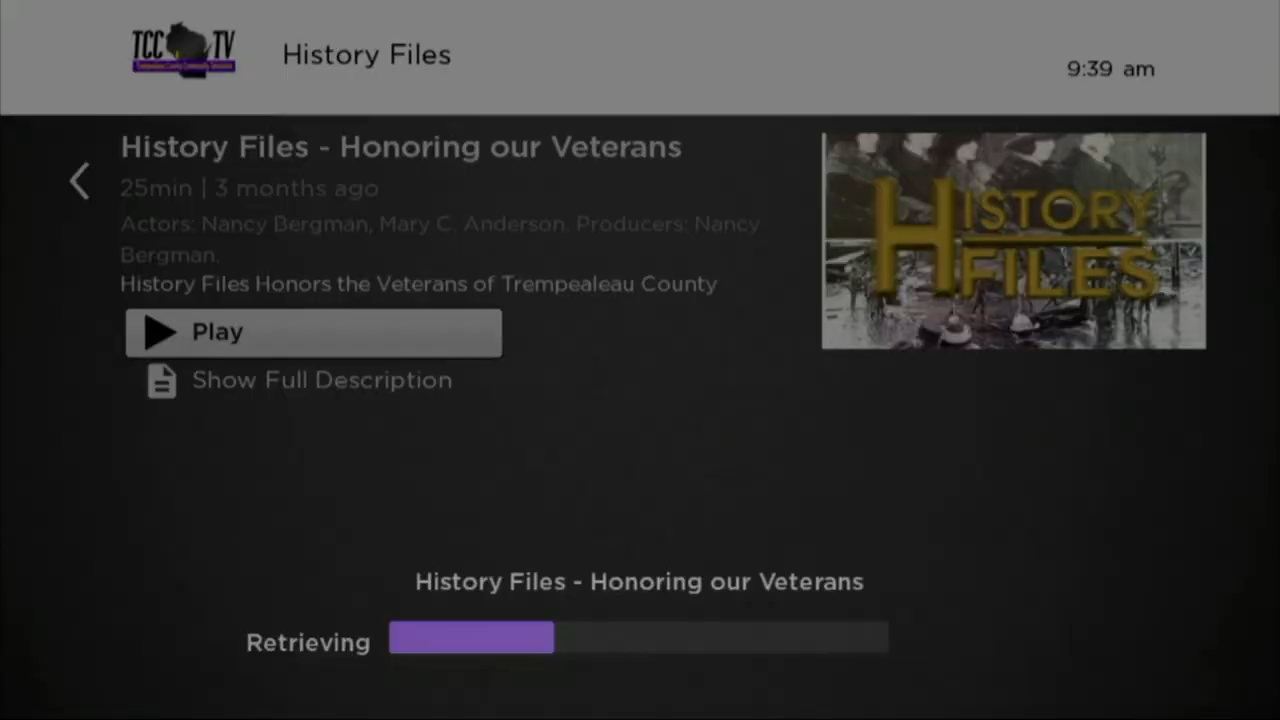 TCC TV
History Files
9:39 am
History Files - Honoring our Veterans
25min | 3 months ago
Actors: Nancy Bergman, Mary C. Anderson. Producers: Nancy
Bergman.
History Files Honors the Veterans of Trempealeau County
Play
Show Full Description
HISTORY
FILES
History Files - Honoring our Veterans
Retrieving